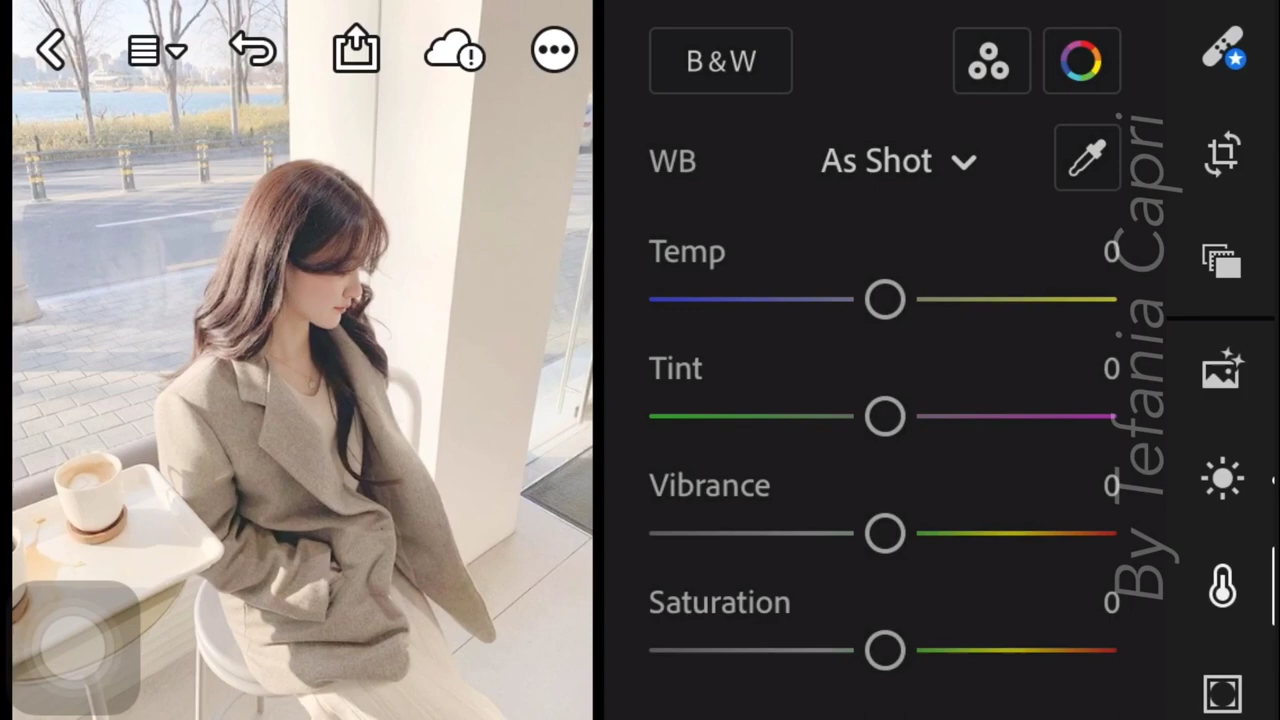 B&W
WB
As Shot
Temp
0
Tint
0
Vibrance
0
Saturation
0
By Tefania Capri